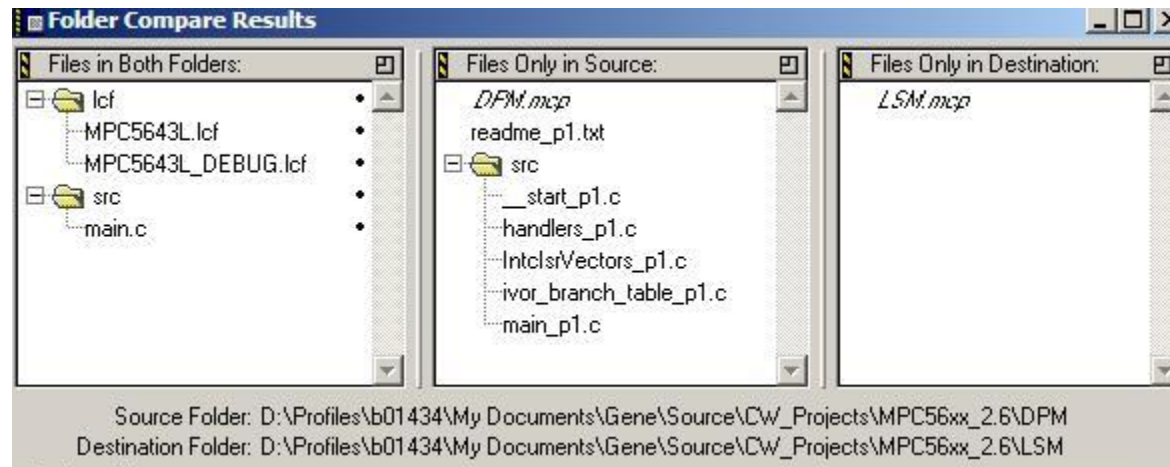 Folder Compare Results
Files in Both Folders:
lcf
MPC5643L.lcf
MPC5643L_DEBUG.lcf
src
main.c
Files Only in Source:
DPM.mcp
readme_p1.txt
src
__start_p1.c
handlers_p1.c
IntcIsrVectors_p1.c
ivor_branch_table_p1.c
main_p1.c
Files Only in Destination:
LSM.mcp
Source Folder: D:\Profiles\b01434\My Documents\Gene\Source\CW_Projects\MPC56xx_2.6\DPM
Destination Folder: D:\Profiles\b01434\My Documents\Gene\Source\CW_Projects\MPC56xx_2.6\LSM